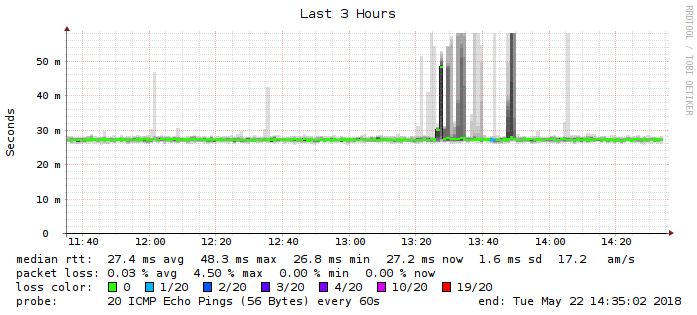 Last 3 Hours
RRDTOOL / TOBI OETIKER
Seconds
50 m
40 m
30 m
20 m
10 m
0
11:40 12:00 12:20 12:40 13:00 13:20 13:40 14:00 14:20
median rtt: 27.4 ms avg 48.3 ms max 26.8 ms min 27.2 ms now 1.6 ms sd 17.2 am/s
packet loss: 0.03 % avg 4.50 % max 0.00 % min 0.00 % now
loss color: 0 1/20 2/20 3/20 4/20 10/20 19/20
probe: 20 ICMP Echo Pings (56 Bytes) every 60s end: Tue May 22 14:35:02 2018